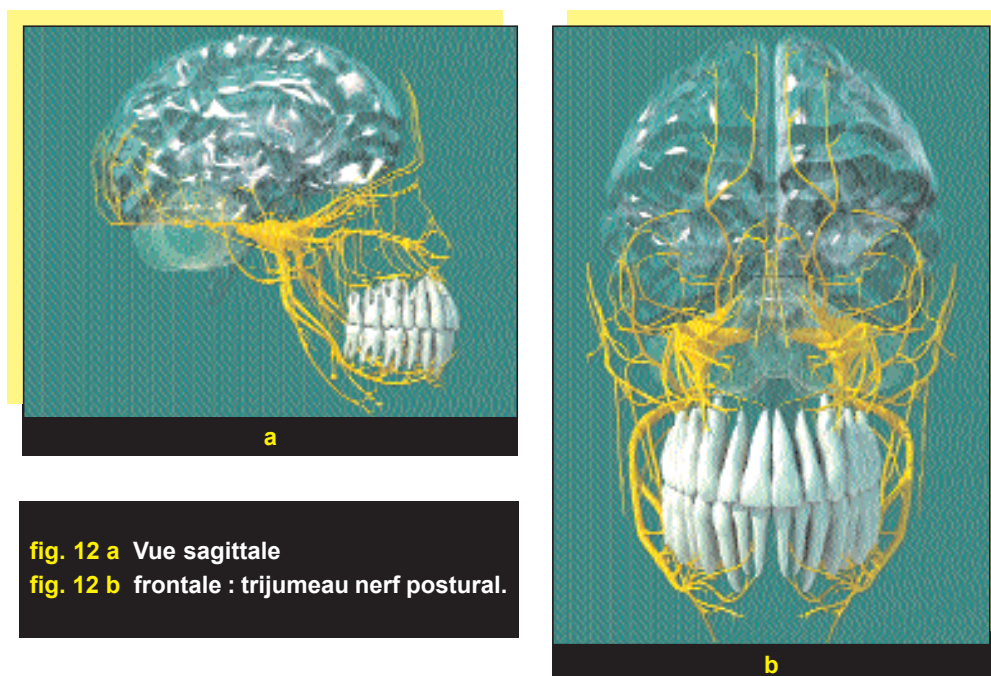 a
fig. 12 a Vue sagittale
fig. 12 b frontale : trijumeau nerf postural.
b